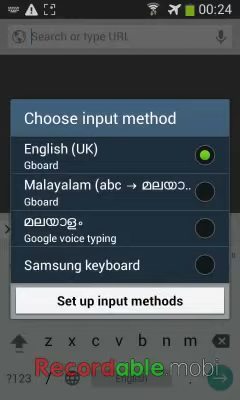 00:24
Search or type URL
Choose input method
English (UK)
Gboard
Malayalam (abc → മലയാ..
Gboard
മലയാളം
Google voice typing
Samsung keyboard
Set up input methods
z x c v b n m
Recordable.mobi
?123 / English .